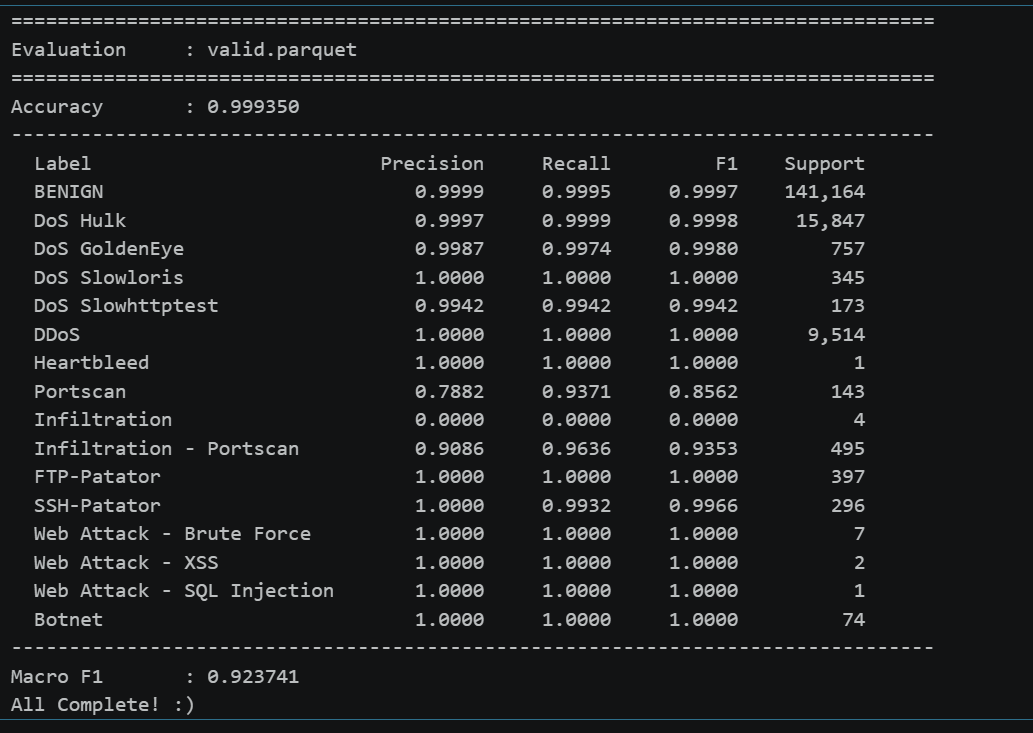 ================================================================================
Evaluation     : valid.parquet
================================================================================
Accuracy       : 0.999350
--------------------------------------------------------------------------------
  Label                         Precision     Recall         F1    Support
  BENIGN                           0.9999     0.9995     0.9997    141,164
  DoS Hulk                         0.9997     0.9999     0.9998     15,847
  DoS GoldenEye                    0.9987     0.9974     0.9980        757
  DoS Slowloris                    1.0000     1.0000     1.0000        345
  DoS Slowhttptest                 0.9942     0.9942     0.9942        173
  DDoS                             1.0000     1.0000     1.0000      9,514
  Heartbleed                       1.0000     1.0000     1.0000          1
  Portscan                         0.7882     0.9371     0.8562        143
  Infiltration                     0.0000     0.0000     0.0000          4
  Infiltration - Portscan          0.9086     0.9636     0.9353        495
  FTP-Patator                      1.0000     1.0000     1.0000        397
  SSH-Patator                      1.0000     0.9932     0.9966        296
  Web Attack - Brute Force         1.0000     1.0000     1.0000          7
  Web Attack - XSS                 1.0000     1.0000     1.0000          2
  Web Attack - SQL Injection       1.0000     1.0000     1.0000          1
  Botnet                           1.0000     1.0000     1.0000         74
--------------------------------------------------------------------------------
Macro F1       : 0.923741
All Complete! :)